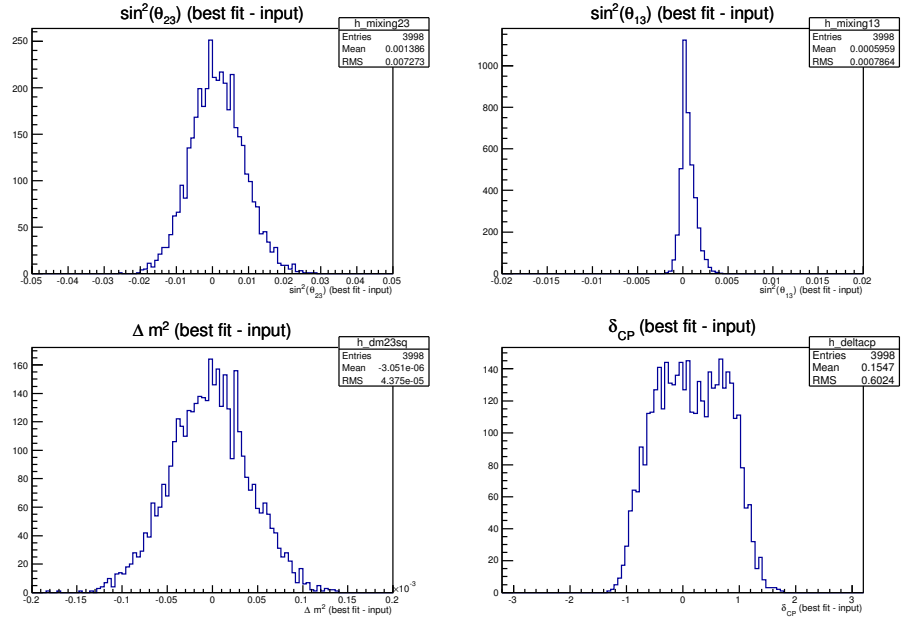 sin²(θ₂₃) (best fit - input)
h_mixing23
Entries 3998
Mean 0.001386
RMS 0.007273
250
200
150
100
50
0
-0.05 -0.04 -0.03 -0.02 -0.01 0 0.01 0.02 0.03 0.04 0.05
sin²(θ₂₃) (best fit - input)
sin²(θ₁₃) (best fit - input)
h_mixing13
Entries 3998
Mean 0.0005959
RMS 0.0007864
1000
800
600
400
200
0
-0.02 -0.015 -0.01 -0.005 0 0.005 0.01 0.015 0.02
sin²(θ₁₃) (best fit - input)
Δ m² (best fit - input)
h_dm23sq
Entries 3998
Mean -3.051e-06
RMS 4.375e-05
160
140
120
100
80
60
40
20
0
-0.2 -0.15 -0.1 -0.05 0 0.05 0.1 0.15 0.2
×10⁻³
Δ m² (best fit - input)
δCP (best fit - input)
h_deltacp
Entries 3998
Mean 0.1547
RMS 0.6024
140
120
100
80
60
40
20
0
-3 -2 -1 0 1 2 3
δCP (best fit - input)